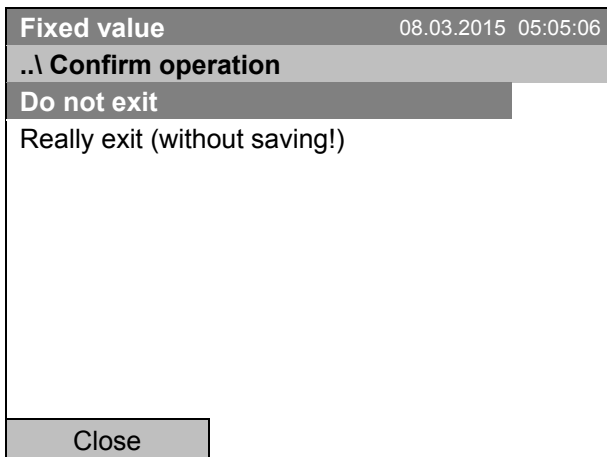 Fixed value 08.03.2015 05:05:06
..\ Confirm operation
Do not exit
Really exit (without saving!)
Close